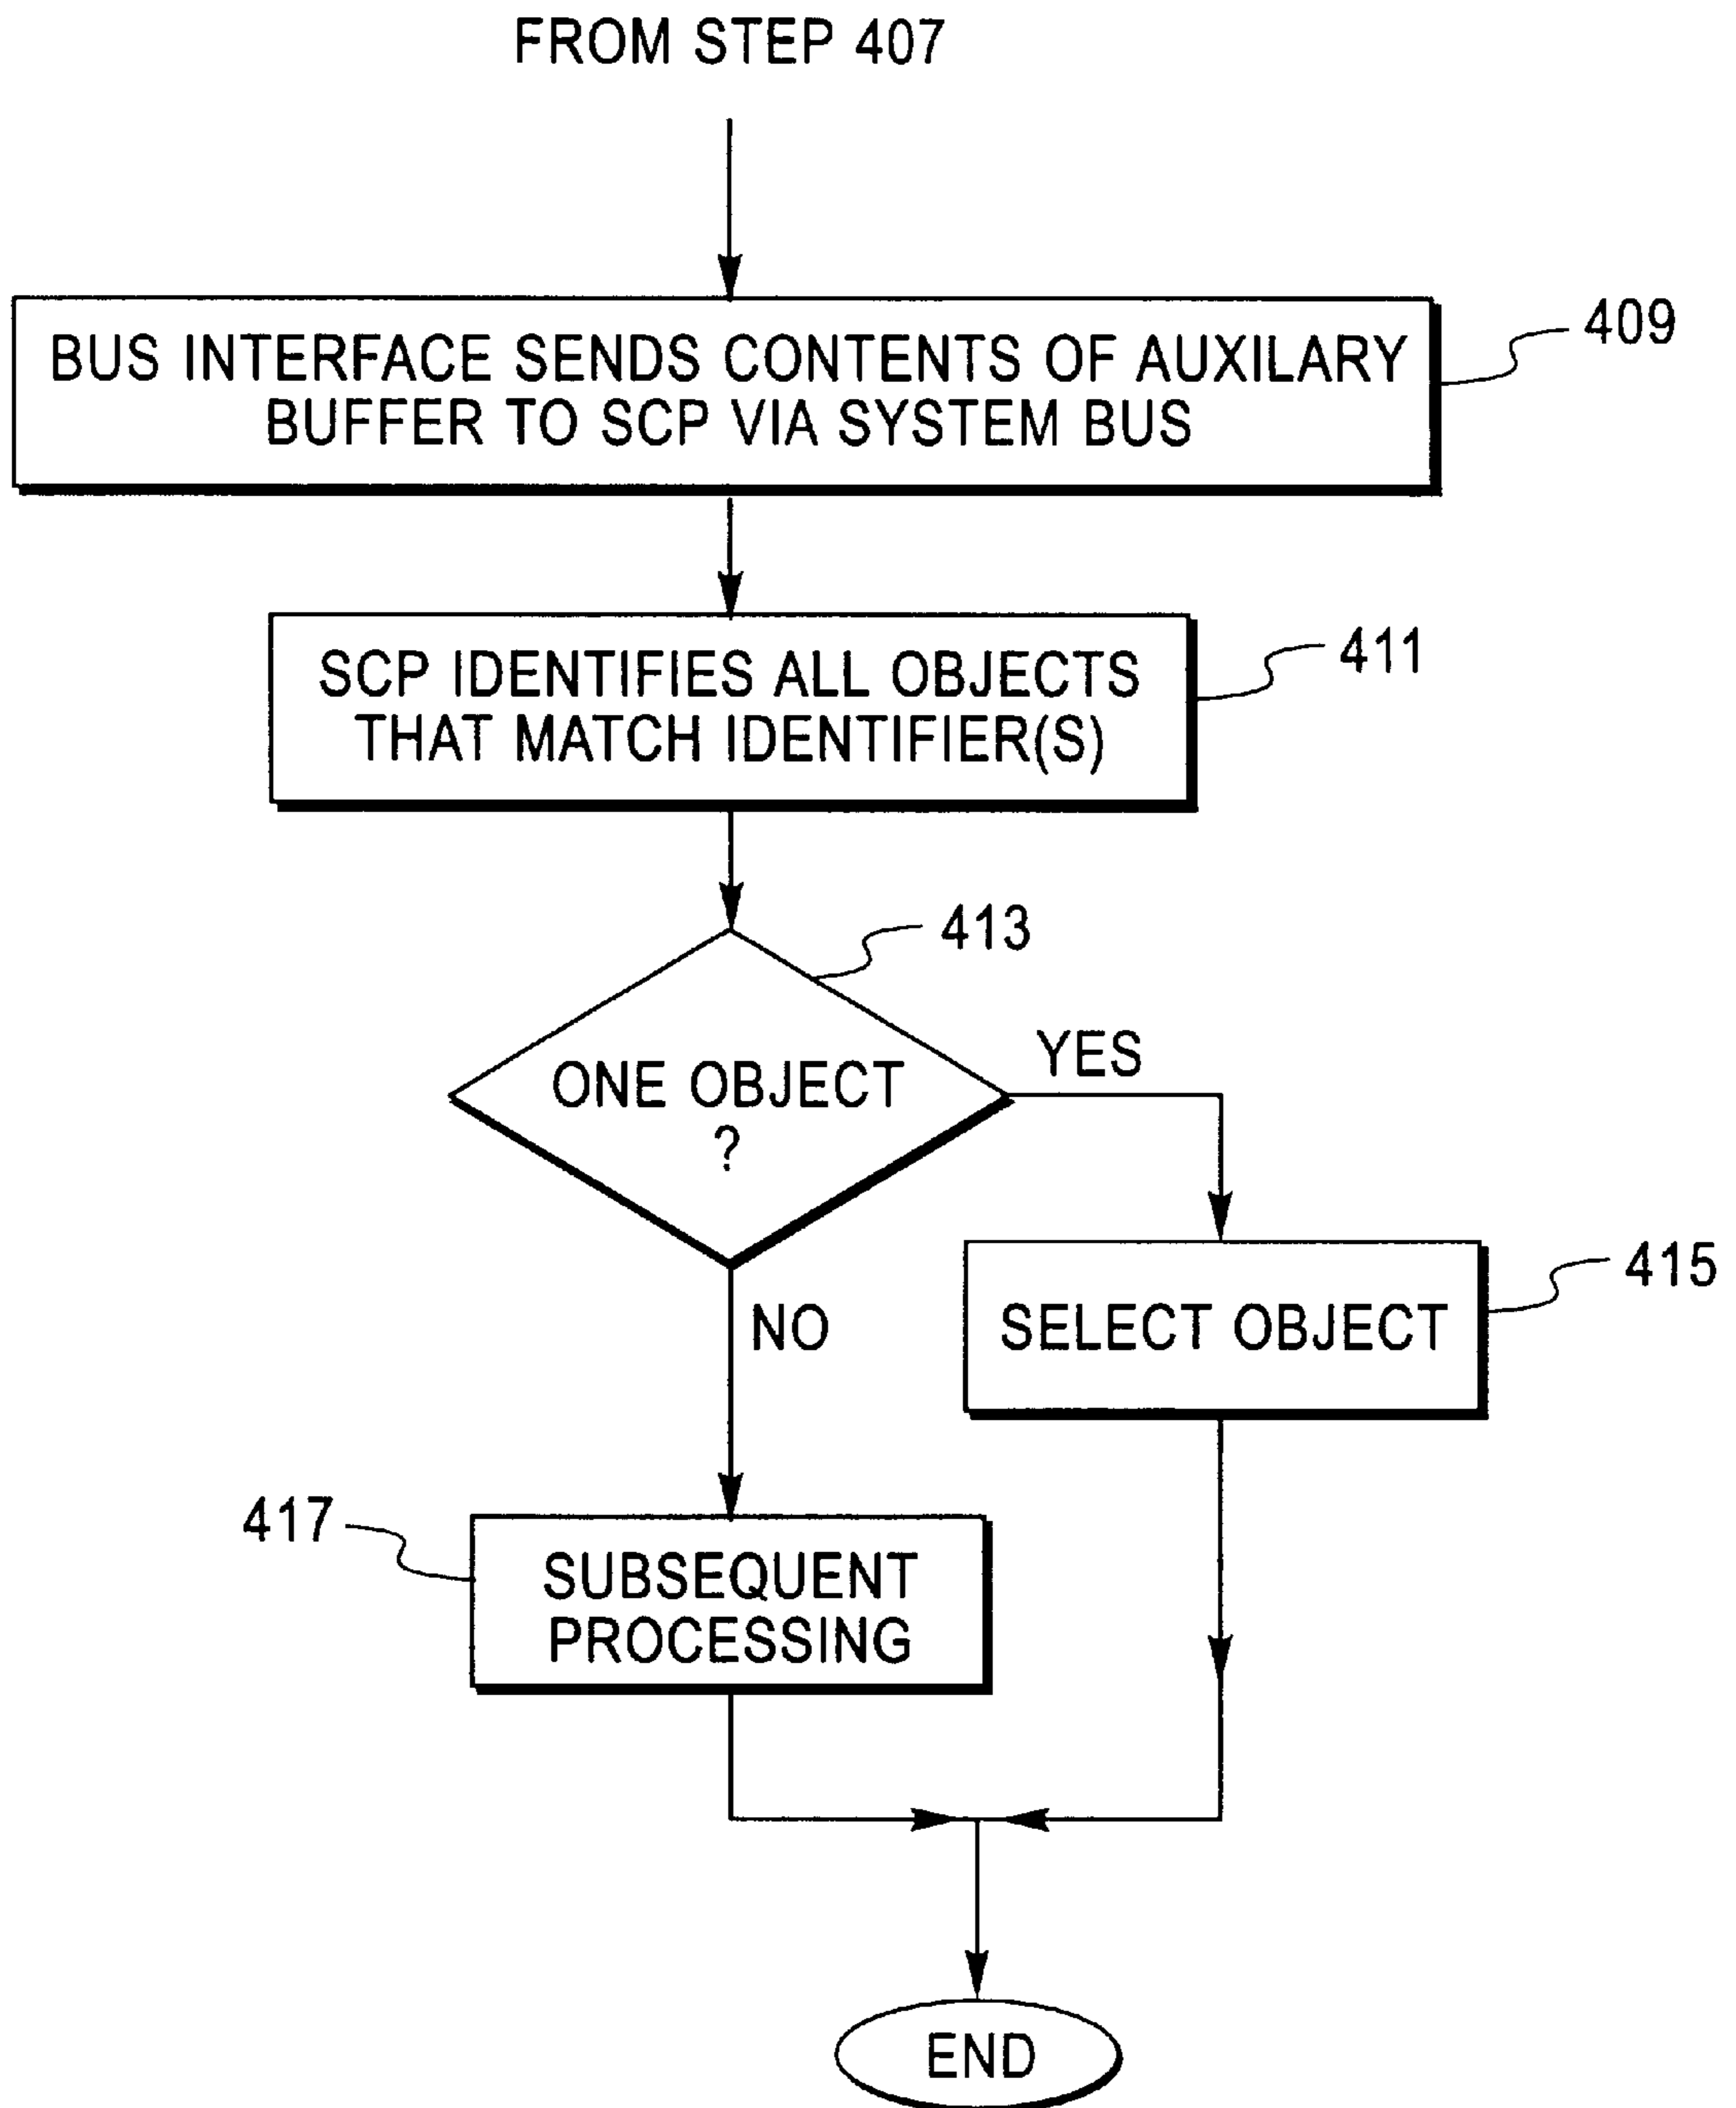 FROM STEP 407
BUS INTERFACE SENDS CONTENTS OF AUXILARY
BUFFER TO SCP VIA SYSTEM BUS
409
SCP IDENTIFIES ALL OBJECTS
THAT MATCH IDENTIFIER(S)
411
413
ONE OBJECT
?
YES
NO
SELECT OBJECT
415
417
SUBSEQUENT
PROCESSING
END